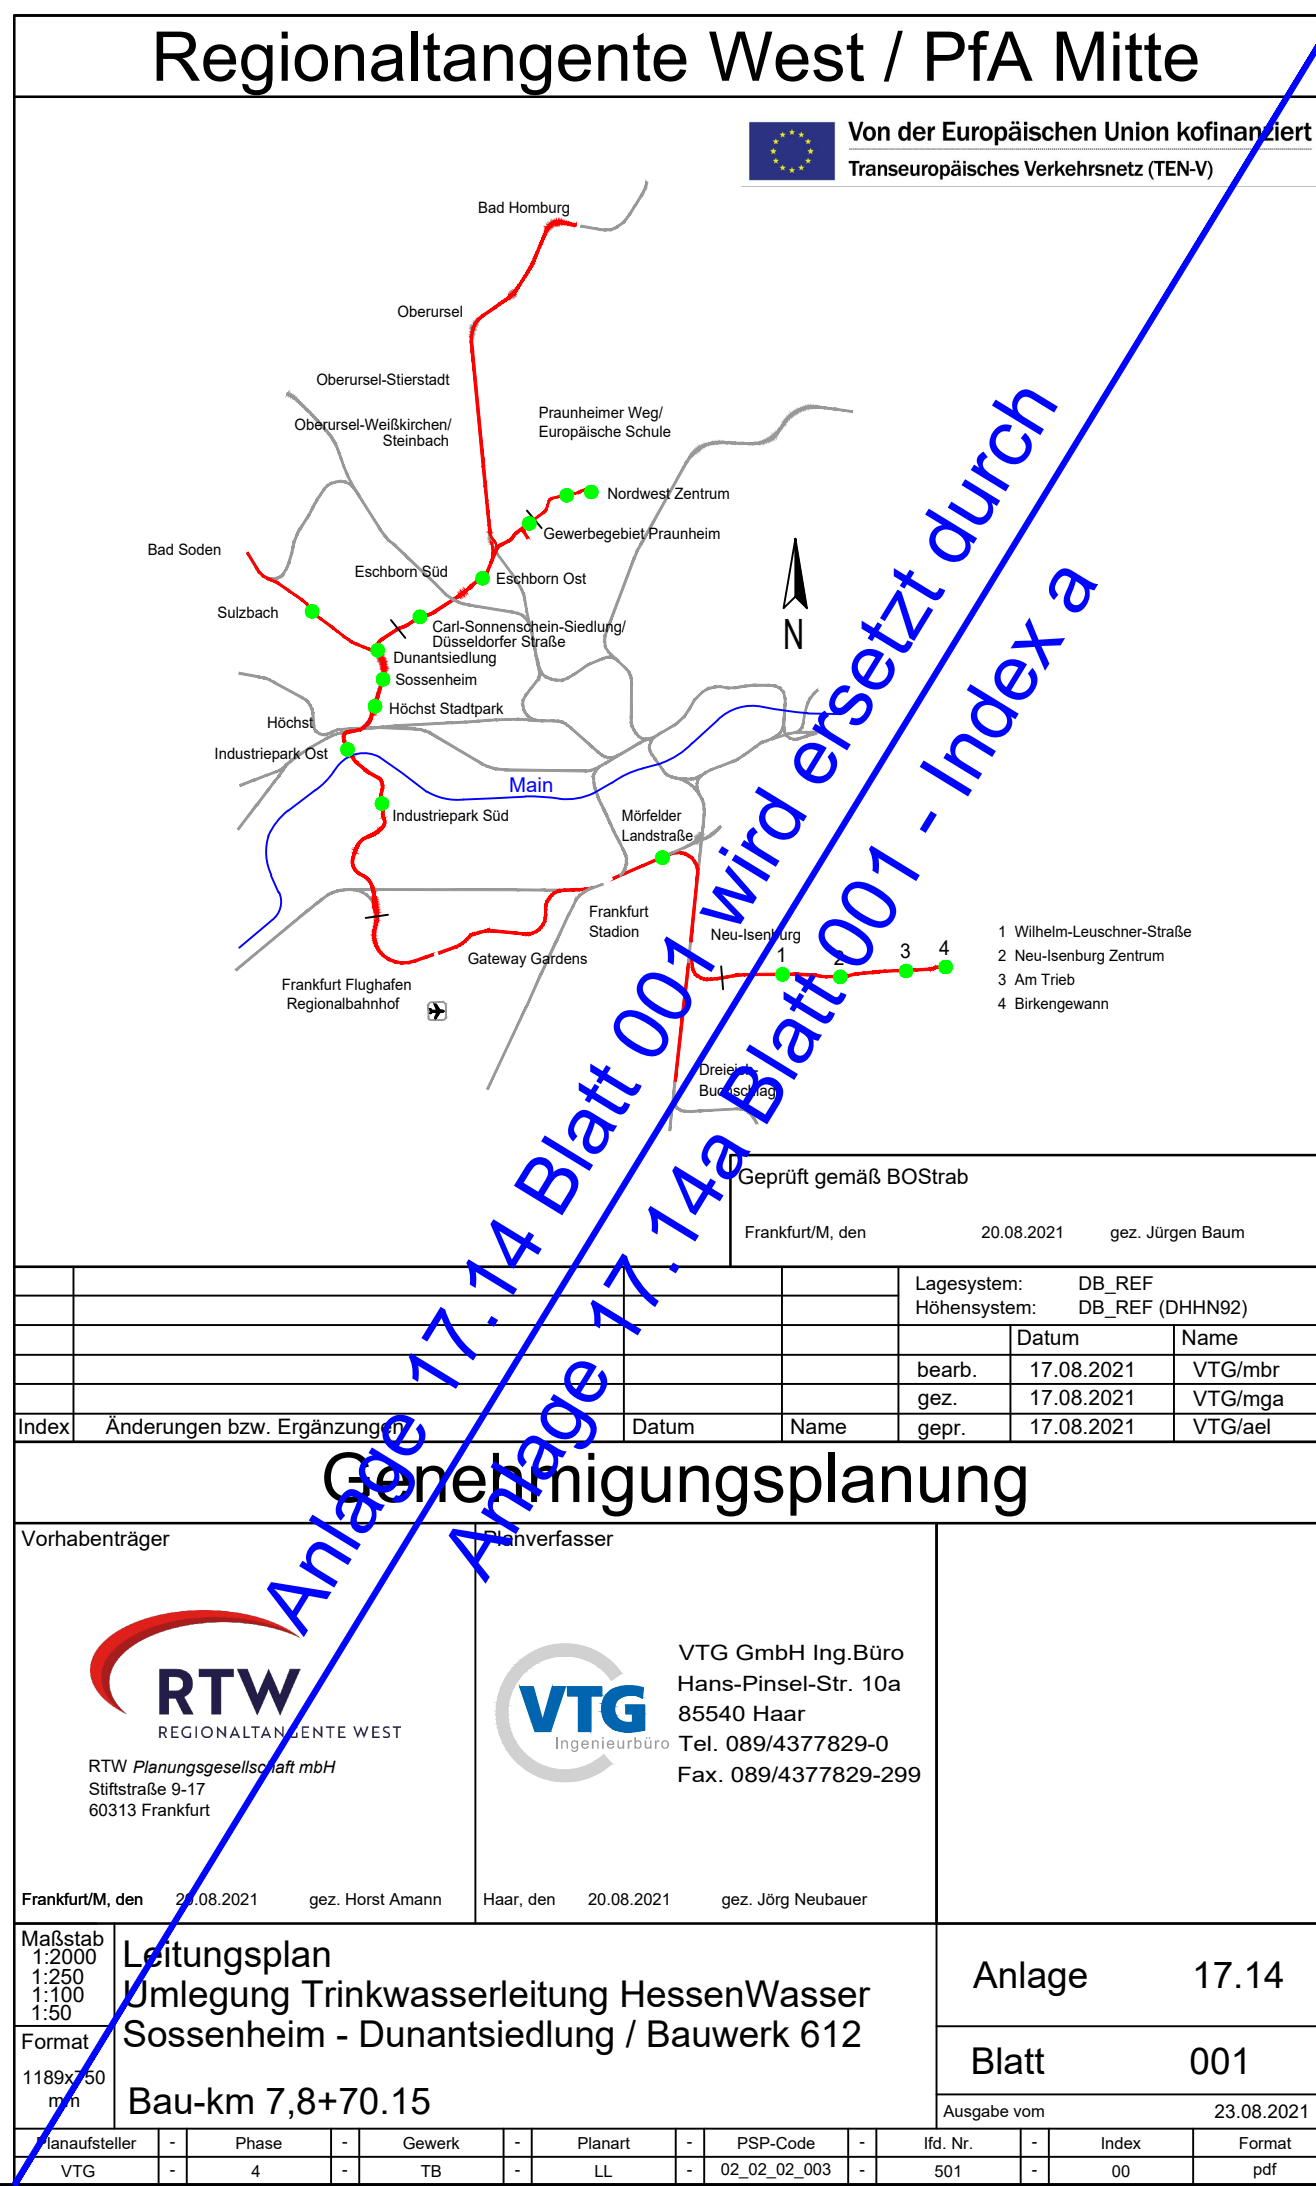 Regionaltangente West / PfA Mitte
Von der Europäischen Union kofinanziert
Transeuropäisches Verkehrsnetz (TEN-V)
Bad Homburg
Oberursel
Oberursel-Stierstadt
Oberursel-Weißkirchen/
Steinbach
Praunheimer Weg/
Europäische Schule
Nordwest Zentrum
Gewerbegebiet Praunheim
Bad Soden
Eschborn Süd
Eschborn Ost
Sulzbach
Carl-Sonnenschein-Siedlung/
Düsseldorfer Straße
Dunantsiedlung
Sossenheim
Höchst Stadtpark
Höchst
Industriepark Ost
N
Main
Industriepark Süd
Mörfelder
Landstraße
Frankfurt
Stadion
Neu-Isenburg
Gateway Gardens
Frankfurt Flughafen
Regionalbahnhof
1
2
3
4
1 Wilhelm-Leuschner-Straße
2 Neu-Isenburg Zentrum
3 Am Trieb
4 Birkengewann
Dreieich-
Buchschlag
Anlage 17.14 Blatt 001 wird ersetzt durch
Anlage 17.14a Blatt 001 - Index a
Geprüft gemäß BOStrab
Frankfurt/M, den 20.08.2021 gez. Jürgen Baum
Lagesystem: DB_REF
Höhensystem: DB_REF (DHHN92)
Datum Name
bearb. 17.08.2021 VTG/mbr
gez. 17.08.2021 VTG/mga
Index Änderungen bzw. Ergänzungen Datum Name gepr. 17.08.2021 VTG/ael
Genehmigungsplanung
Vorhabenträger
RTW
REGIONALTANGENTE WEST
RTW Planungsgesellschaft mbH
Stiftstraße 9-17
60313 Frankfurt
Frankfurt/M, den 20.08.2021 gez. Horst Amann
Planverfasser
VTG
Ingenieurbüro
VTG GmbH Ing.Büro
Hans-Pinsel-Str. 10a
85540 Haar
Tel. 089/4377829-0
Fax. 089/4377829-299
Haar, den 20.08.2021 gez. Jörg Neubauer
Maßstab
1:2000
1:250
1:100
1:50
Format
1189x750
mm
Leitungsplan
Umlegung Trinkwasserleitung HessenWasser
Sossenheim - Dunantsiedlung / Bauwerk 612
Bau-km 7,8+70.15
Anlage 17.14
Blatt 001
Ausgabe vom 23.08.2021
Planaufsteller - Phase - Gewerk - Planart - PSP-Code - lfd. Nr. - Index Format
VTG - 4 - TB - LL - 02_02_02_003 - 501 - 00 pdf